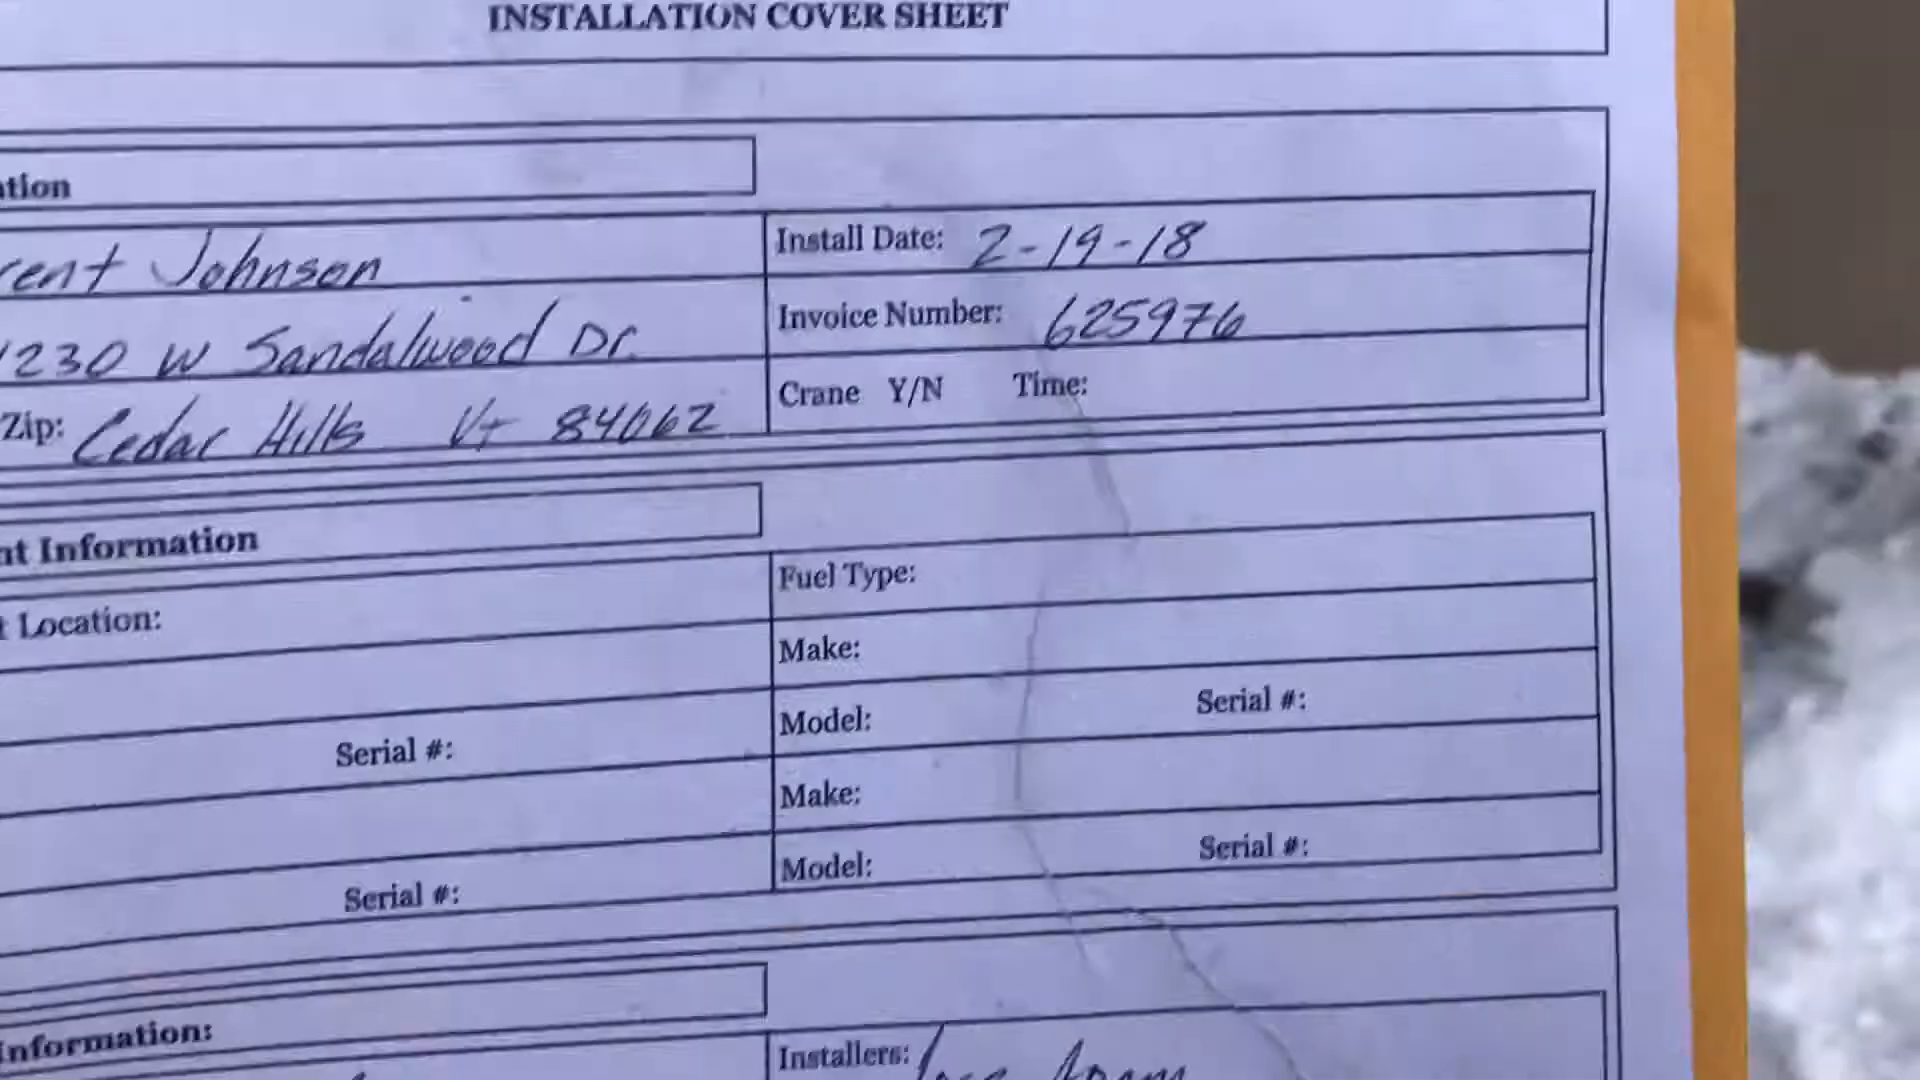 INSTALLATION COVER SHEET
ation
rent Johnson
Install Date: 2-19-18
1230 W Sandalwood Dr.
Invoice Number: 625976
Zip: Cedar Hills Ut 84062
Crane Y/N Time:
nt Information
Fuel Type:
t Location:
Make:
Model: Serial #:
Serial #:
Make:
Model: Serial #:
Serial #:
Information:
Installers: